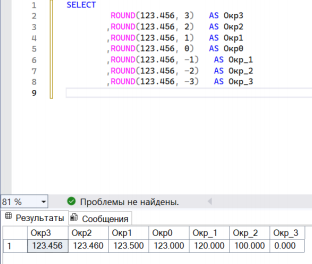 1 SELECT
2 ROUND(123.456, 3) AS Окр3
3 ,ROUND(123.456, 2) AS Окр2
4 ,ROUND(123.456, 1) AS Окр1
5 ,ROUND(123.456, 0) AS Окр0
6 ,ROUND(123.456, -1) AS Окр_1
7 ,ROUND(123.456, -2) AS Окр_2
8 ,ROUND(123.456, -3) AS Окр_3
9
81 % Проблемы не найдены.
Результаты Сообщения
Окр3 Окр2 Окр1 Окр0 Окр_1 Окр_2 Окр_3
1 123.456 123.460 123.500 123.000 120.000 100.000 0.000